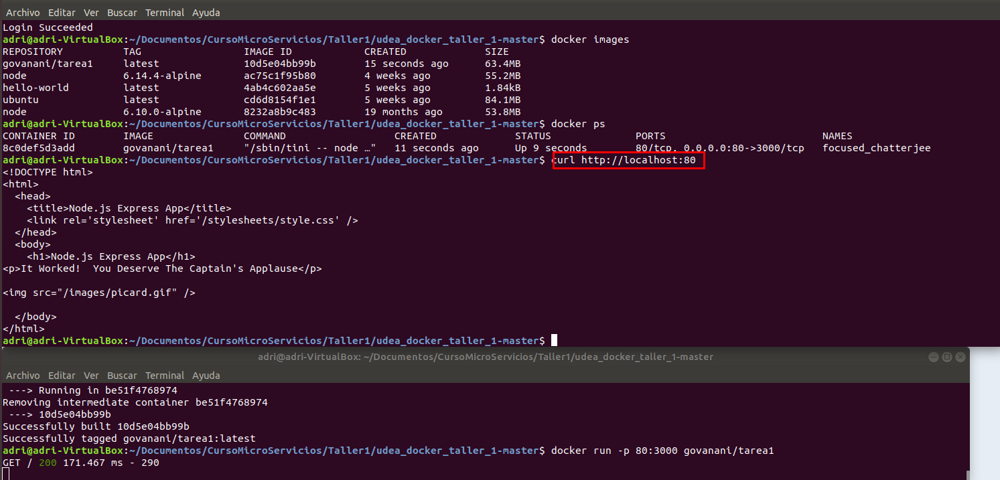 Archivo Editar Ver Buscar Terminal Ayuda
Login Succeeded
adri@adri-VirtualBox:~/Documentos/CursoMicroServicios/Taller1/udea_docker_taller_1-master$ docker images
REPOSITORY TAG IMAGE ID CREATED SIZE
govanani/tarea1 latest 10d5e04bb99b 15 seconds ago 63.4MB
node 6.14.4-alpine ac75c1f95b80 4 weeks ago 55.2MB
hello-world latest 4ab4c602aa5e 5 weeks ago 1.84kB
ubuntu latest cd6d8154f1e1 5 weeks ago 84.1MB
node 6.10.0-alpine 8232a8b9c483 19 months ago 53.8MB
adri@adri-VirtualBox:~/Documentos/CursoMicroServicios/Taller1/udea_docker_taller_1-master$ docker ps
CONTAINER ID IMAGE COMMAND CREATED STATUS PORTS NAMES
8c0def5d3add govanani/tarea1 "/sbin/tini -- node …" 11 seconds ago Up 9 seconds 80/tcp, 0.0.0.0:80->3000/tcp focused_chatterjee
adri@adri-VirtualBox:~/Documentos/CursoMicroServicios/Taller1/udea_docker_taller_1-master$ curl http://localhost:80
<!DOCTYPE html>
<html>
  <head>
    <title>Node.js Express App</title>
    <link rel='stylesheet' href='/stylesheets/style.css' />
  </head>
  <body>
    <h1>Node.js Express App</h1>
<p>It Worked!  You Deserve The Captain's Applause</p>
<img src="/images/picard.gif" />
  </body>
</html>
adri@adri-VirtualBox:~/Documentos/CursoMicroServicios/Taller1/udea_docker_taller_1-master$
adri@adri-VirtualBox: ~/Documentos/CursoMicroServicios/Taller1/udea_docker_taller_1-master
Archivo Editar Ver Buscar Terminal Ayuda
 ---> Running in be51f4768974
Removing intermediate container be51f4768974
 ---> 10d5e04bb99b
Successfully built 10d5e04bb99b
Successfully tagged govanani/tarea1:latest
adri@adri-VirtualBox:~/Documentos/CursoMicroServicios/Taller1/udea_docker_taller_1-master$ docker run -p 80:3000 govanani/tarea1
GET / 200 171.467 ms - 290